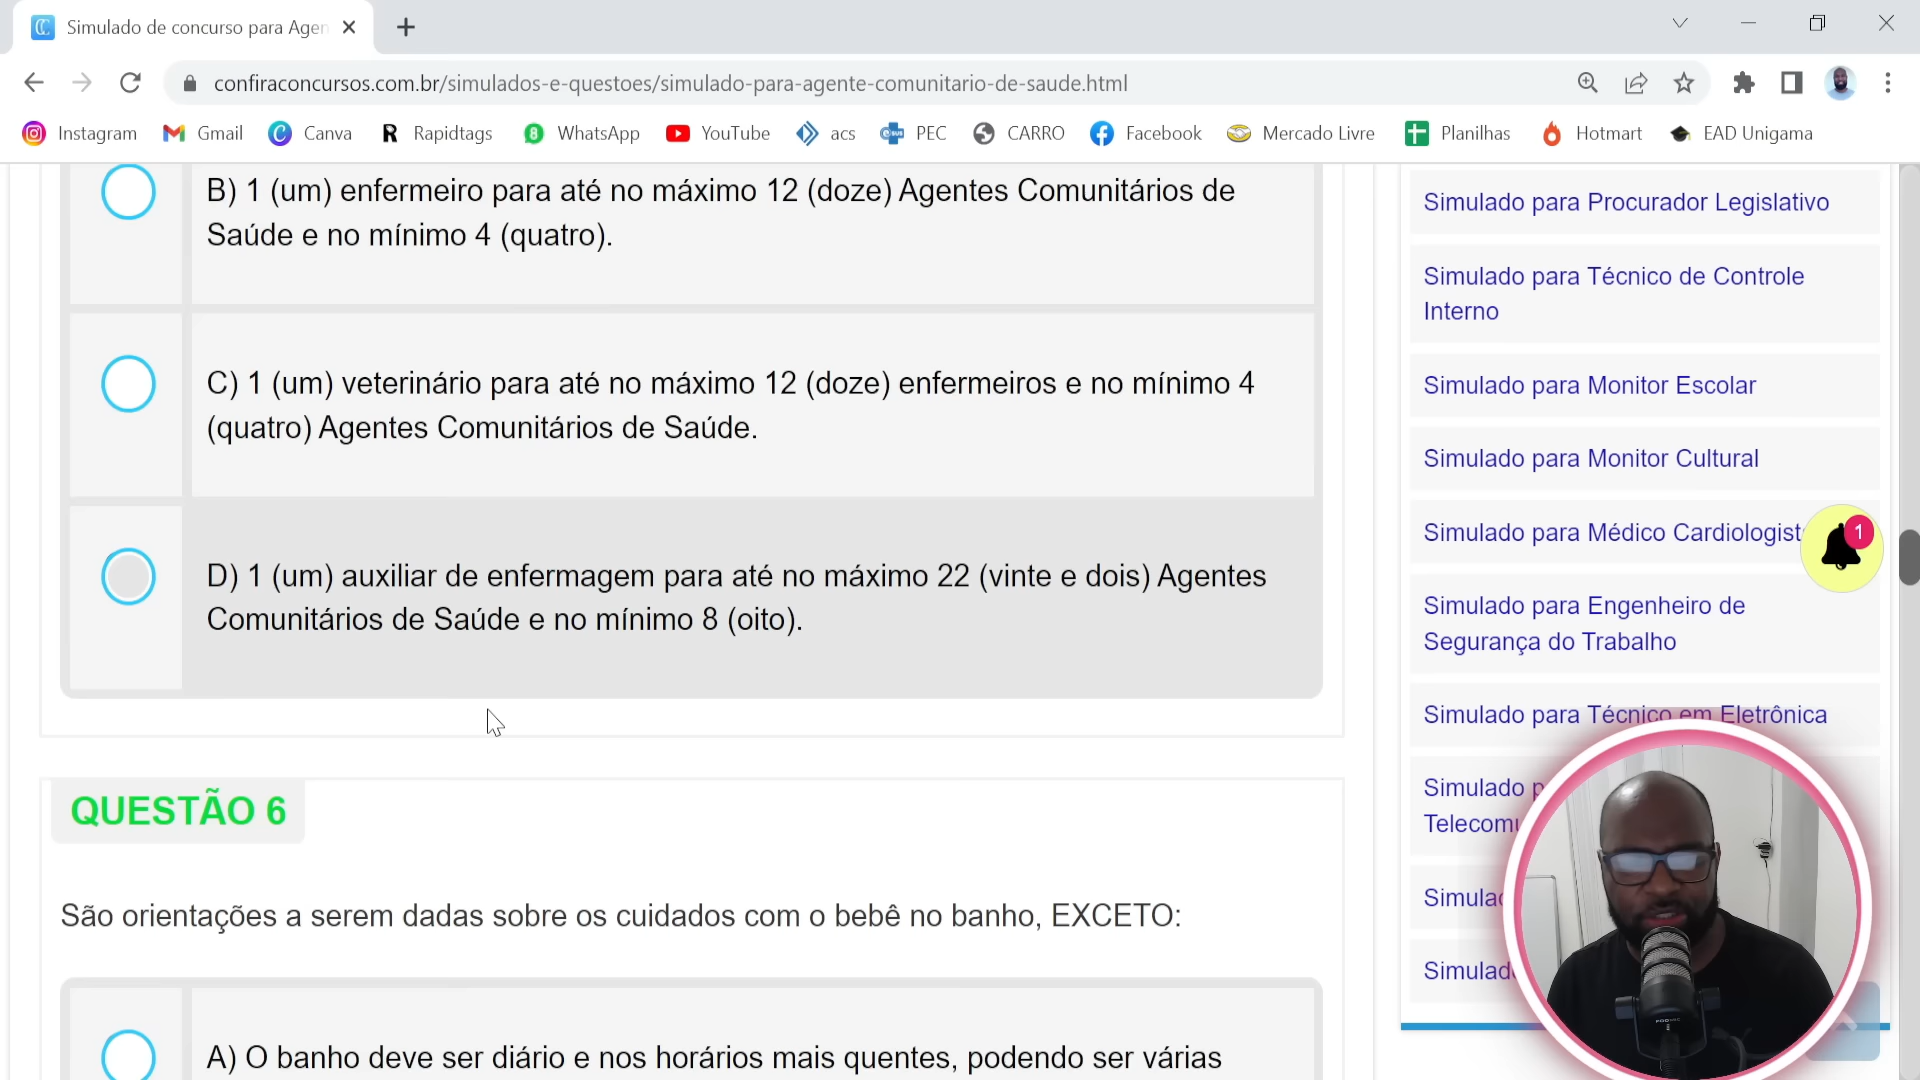 Simulado de concurso para Agen
confiraconcursos.com.br/simulados-e-questoes/simulado-para-agente-comunitario-de-saude.html
Instagram
Gmail
Canva
Rapidtags
WhatsApp
YouTube
acs
PEC
CARRO
Facebook
Mercado Livre
Planilhas
Hotmart
EAD Unigama
B) 1 (um) enfermeiro para até no máximo 12 (doze) Agentes Comunitários de
Saúde e no mínimo 4 (quatro).
C) 1 (um) veterinário para até no máximo 12 (doze) enfermeiros e no mínimo 4
(quatro) Agentes Comunitários de Saúde.
D) 1 (um) auxiliar de enfermagem para até no máximo 22 (vinte e dois) Agentes
Comunitários de Saúde e no mínimo 8 (oito).
QUESTÃO 6
São orientações a serem dadas sobre os cuidados com o bebê no banho, EXCETO:
A) O banho deve ser diário e nos horários mais quentes, podendo ser várias
Simulado para Procurador Legislativo
Simulado para Técnico de Controle
Interno
Simulado para Monitor Escolar
Simulado para Monitor Cultural
Simulado para Médico Cardiologist
1
Simulado para Engenheiro de
Segurança do Trabalho
Simulado para Técnico em Eletrônica
Simulado p
Telecomu
Simulad
Simulad